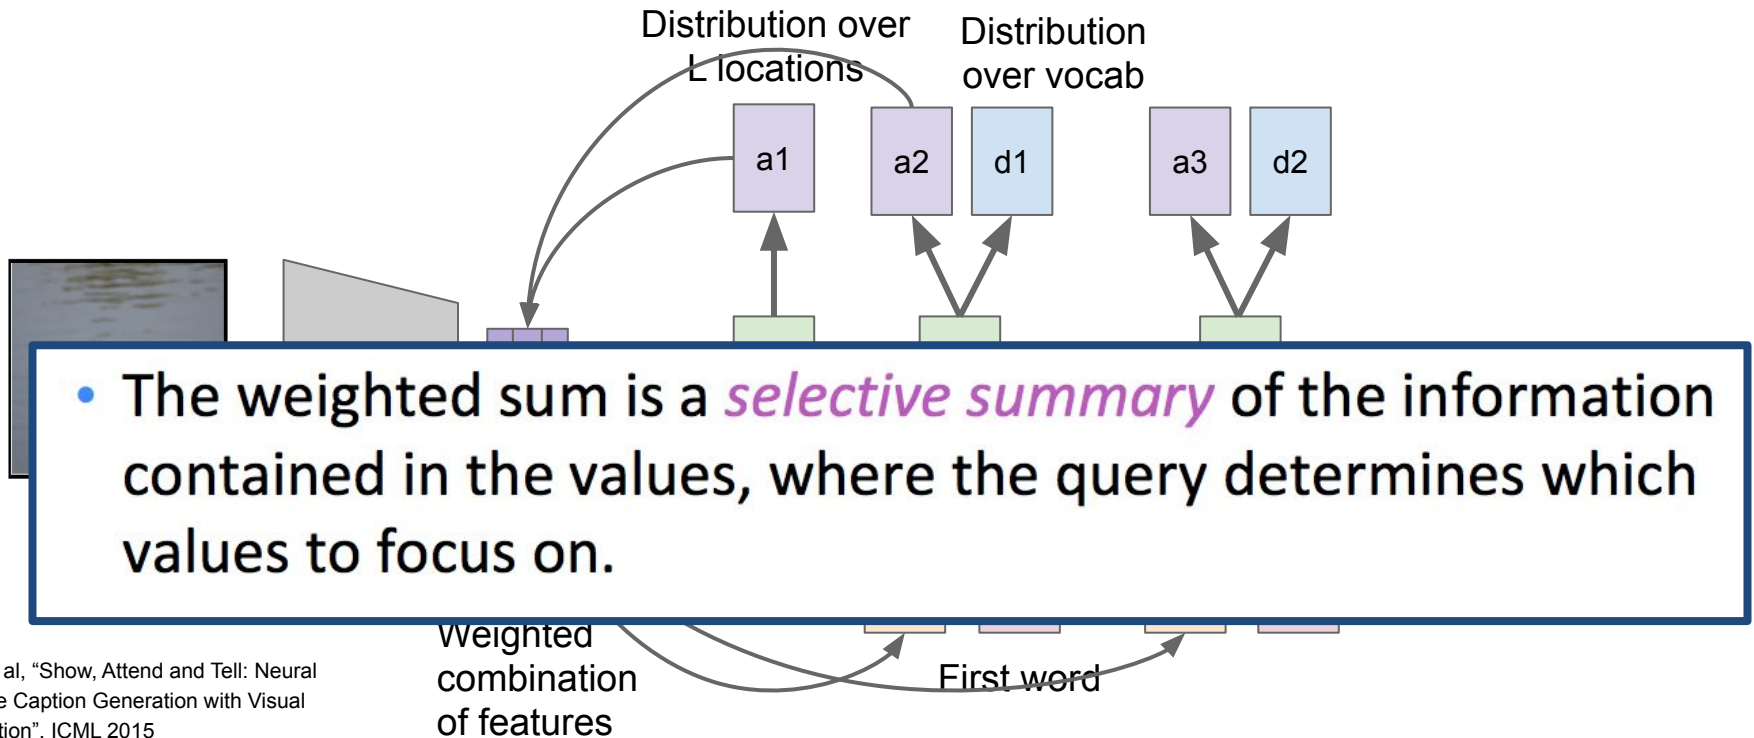 Distribution over
L locations
Distribution
over vocab
a1
a2
d1
a3
d2
• The weighted sum is a selective summary of the information
contained in the values, where the query determines which
values to focus on.
Weighted
combination
of features
First word
al, “Show, Attend and Tell: Neural
e Caption Generation with Visual
tion”, ICML 2015